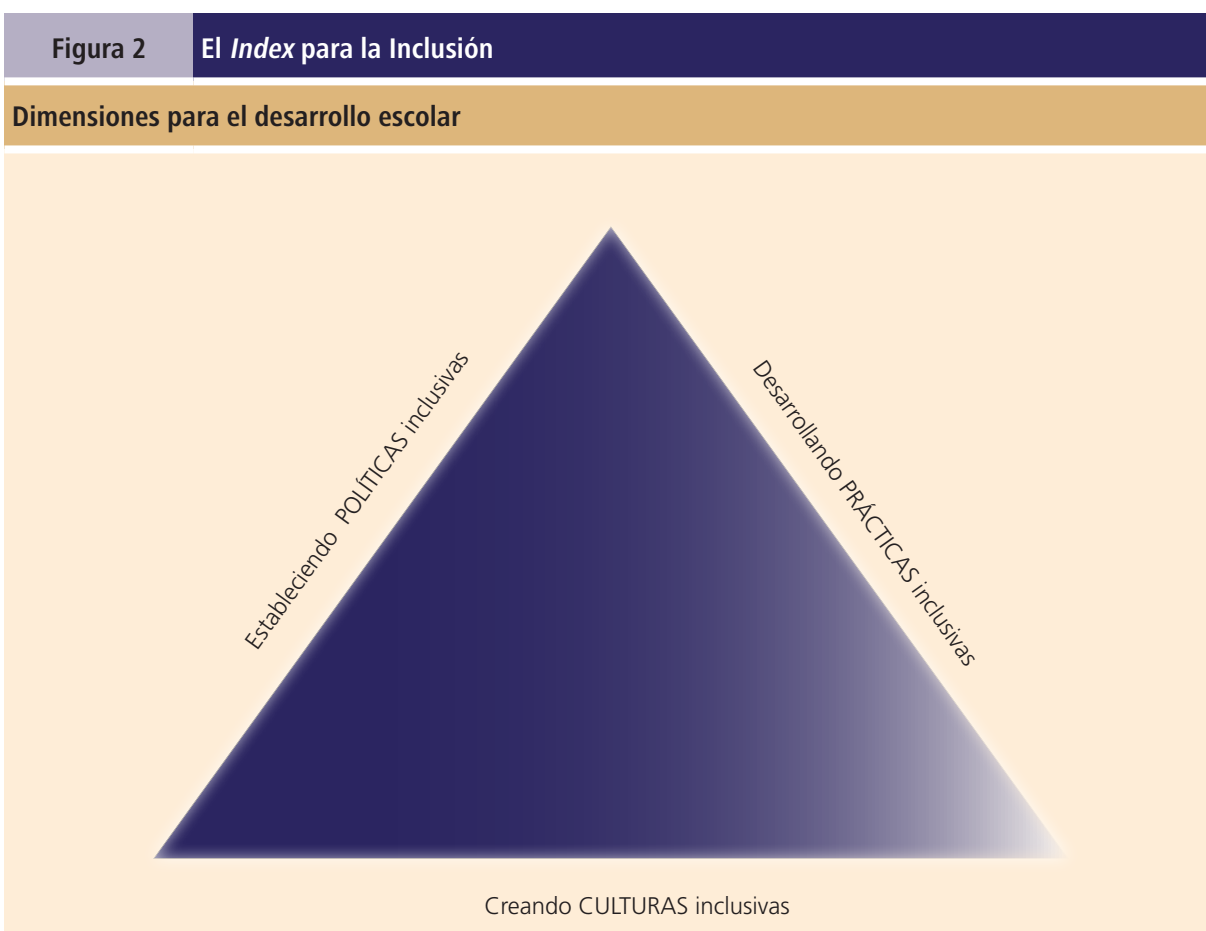 Figura 2
El Index para la Inclusión
Dimensiones para el desarrollo escolar
Estableciendo POLÍTICAS inclusivas
Desarrollando PRÁCTICAS inclusivas
Creando CULTURAS inclusivas